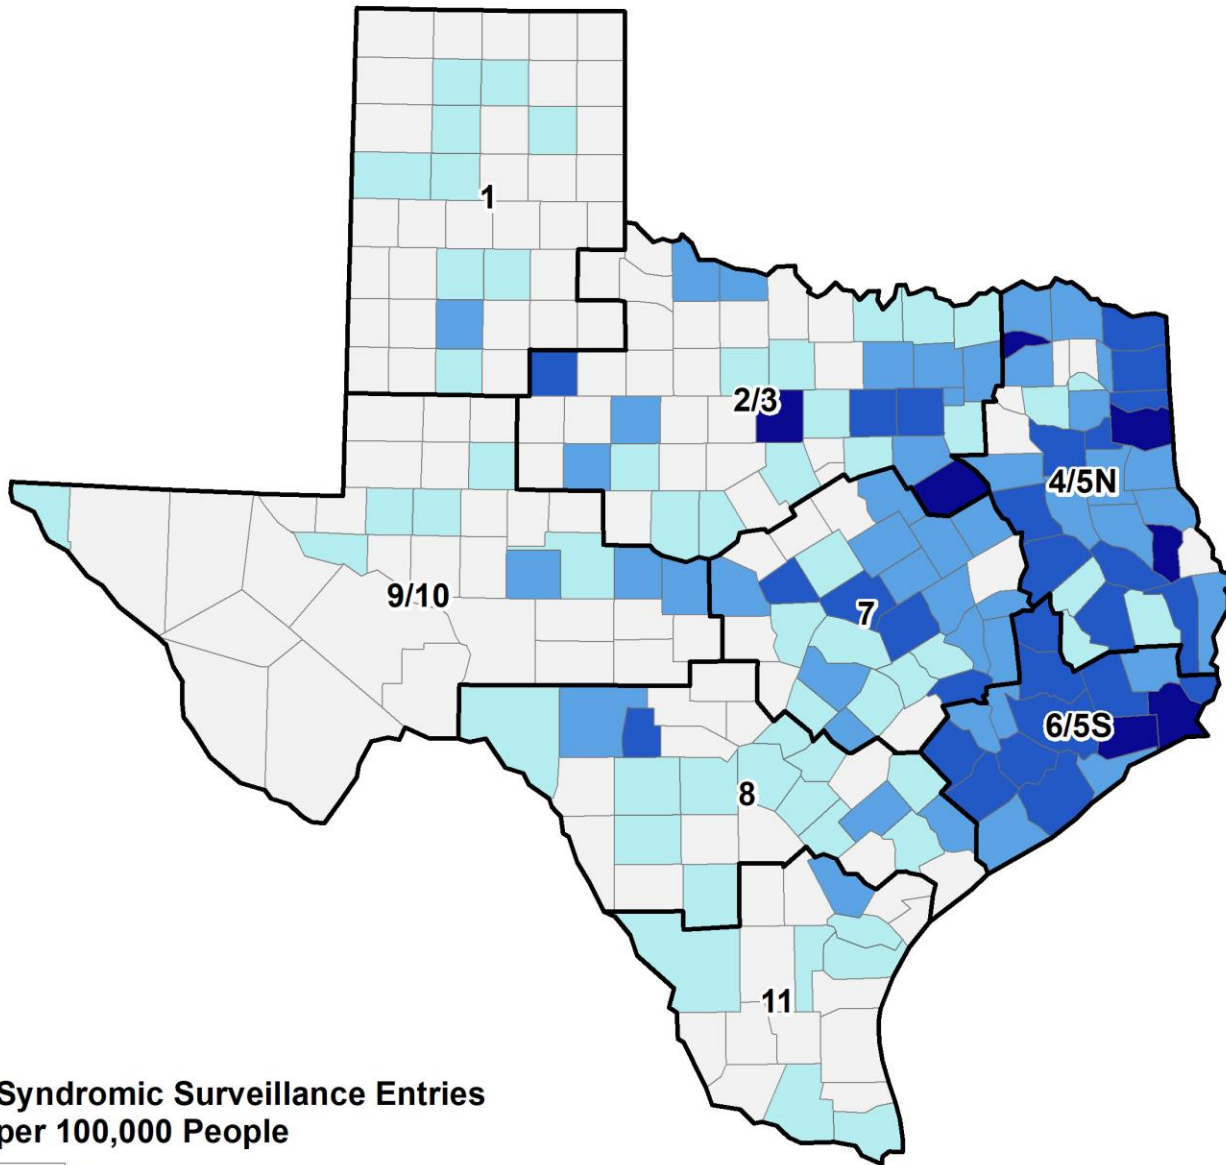 1
2/3
4/5N
9/10
7
6/5S
8
11
Syndromic Surveillance Entries
per 100,000 People